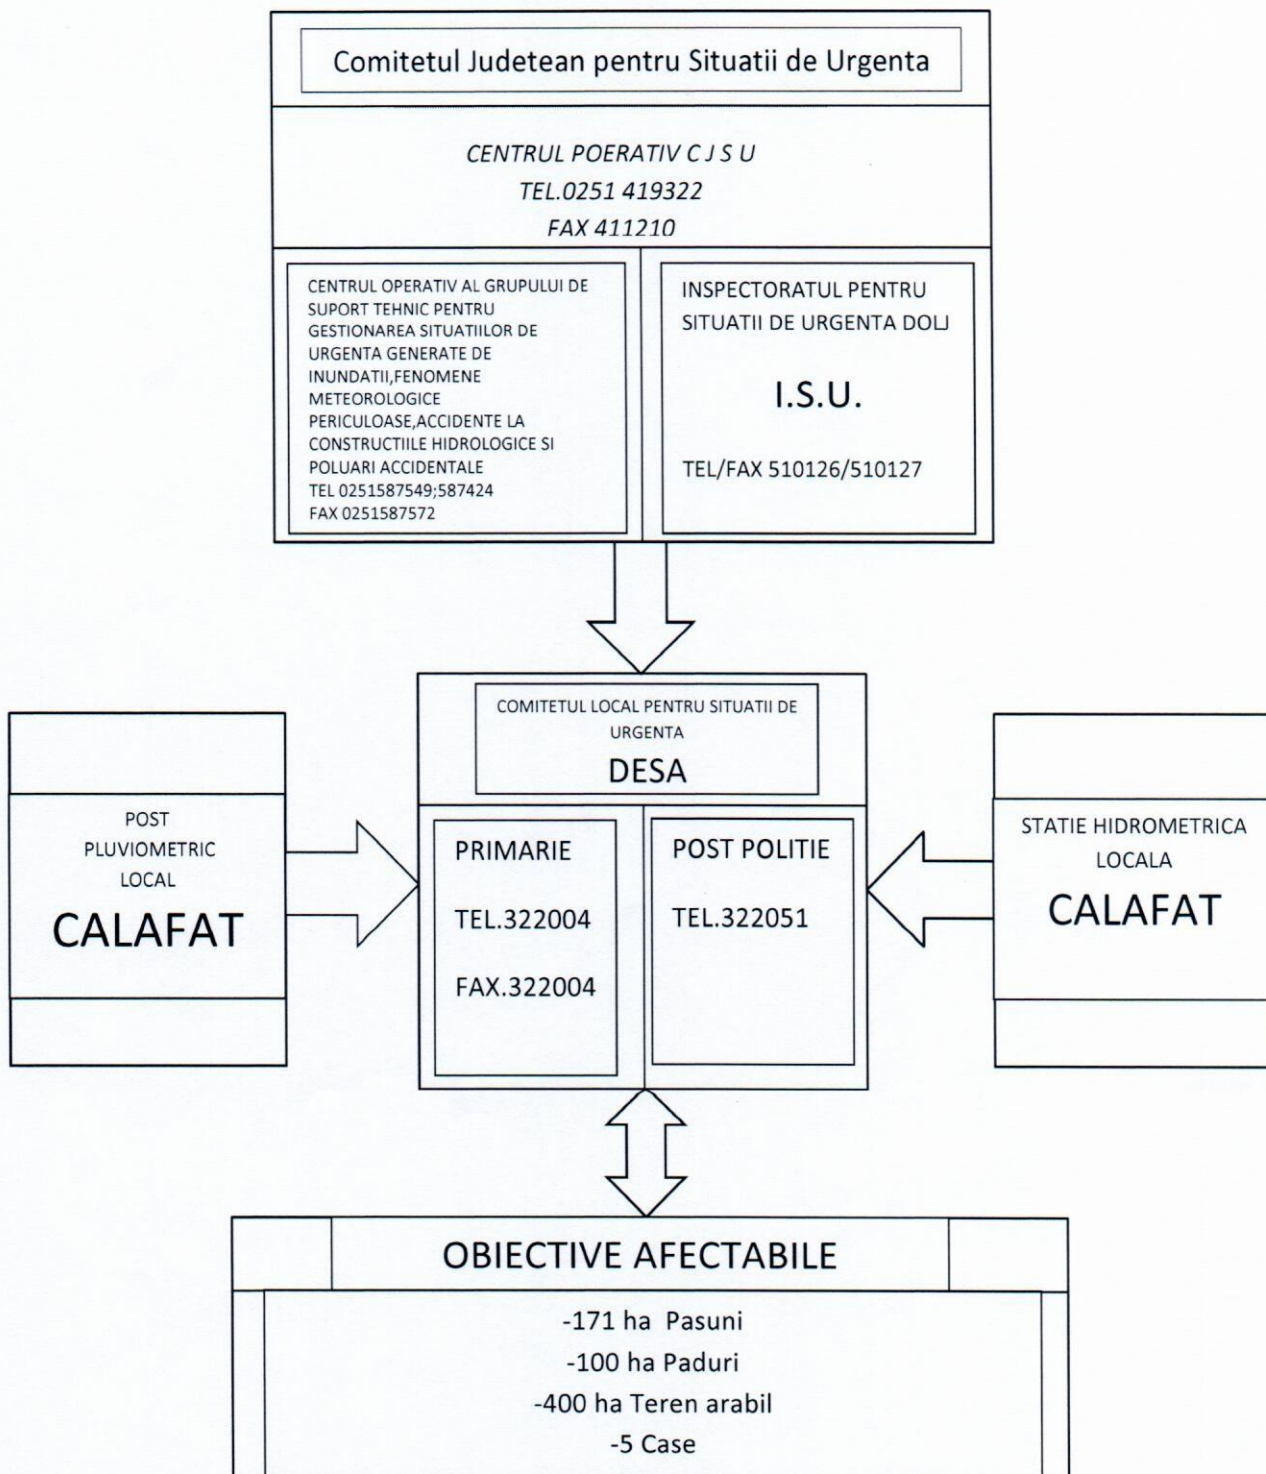 Comitetul Judetean pentru Situatii de Urgenta
CENTRUL POERATIV C J S U
TEL.0251 419322
FAX 411210
CENTRUL OPERATIV AL GRUPULUI DE
SUPORT TEHNIC PENTRU
GESTIONAREA SITUATIILOR DE
URGENTA GENERATE DE
INUNDATII,FENOMENE
METEOROLOGICE
PERICULOASE,ACCIDENTE LA
CONSTRUCTIILE HIDROLOGICE SI
POLUARI ACCIDENTALE
TEL 0251587549;587424
FAX 0251587572
INSPECTORATUL PENTRU
SITUATII DE URGENTA DOLJ
I.S.U.
TEL/FAX 510126/510127
COMITETUL LOCAL PENTRU SITUATII DE
URGENTA
DESA
POST
PLUVIOMETRIC
LOCAL
CALAFAT
PRIMARIE
TEL.322004
FAX.322004
POST POLITIE
TEL.322051
STATIE HIDROMETRICA
LOCALA
CALAFAT
OBIECTIVE AFECTABILE
-171 ha Pasuni
-100 ha Paduri
-400 ha Teren arabil
-5 Case